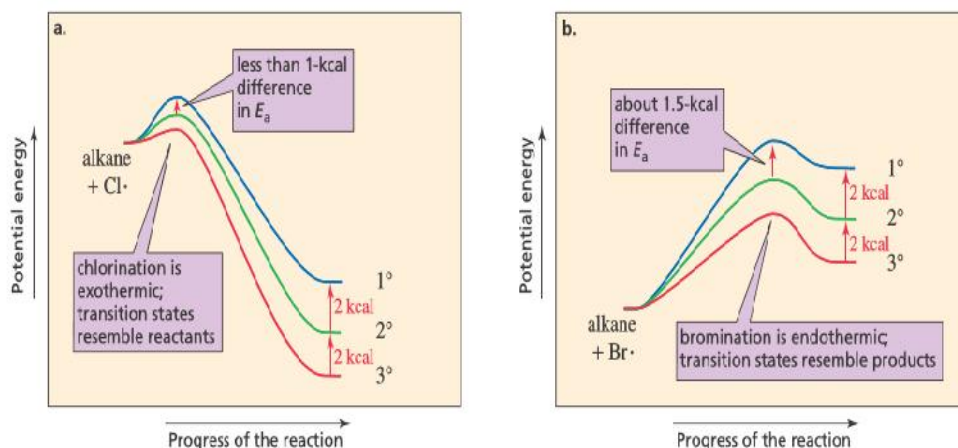 a.
less than 1-kcal
difference
in Ea
Potential energy
alkane
+ Cl·
chlorination is
exothermic;
transition states
resemble reactants
1°
2 kcal
2°
2 kcal
3°
Progress of the reaction
b.
about 1.5-kcal
difference
in Ea
Potential energy
1°
2 kcal
2°
2 kcal
3°
alkane
+ Br·
bromination is endothermic;
transition states resemble products
Progress of the reaction